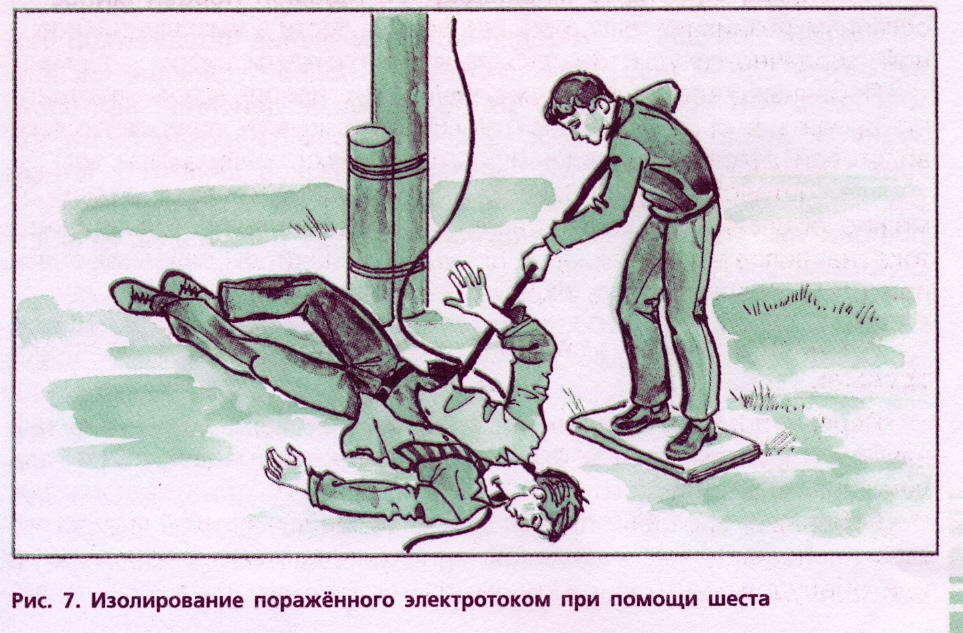 Рис. 7. Изолирование поражённого электротоком при помощи шеста